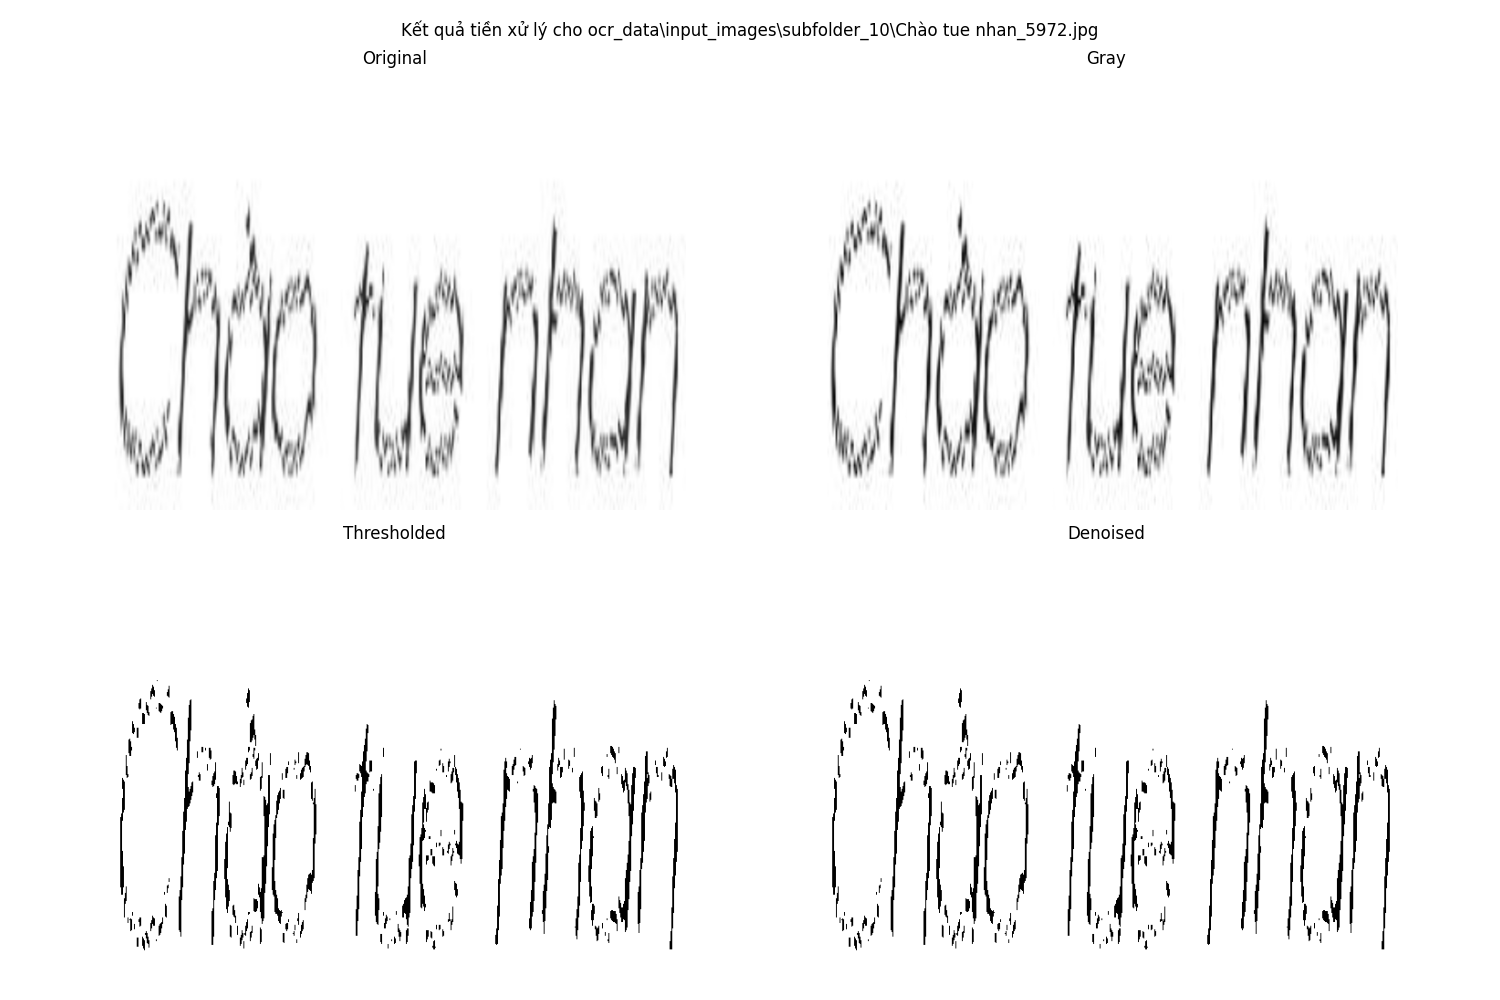 Kết quả tiền xử lý cho ocr_data\input_images\subfolder_10\Chào tue nhan_5972.jpg
Original
Gray
Chào tue nhan
Chào tue nhan
Thresholded
Denoised
Chào tue nhan
Chào tue nhan